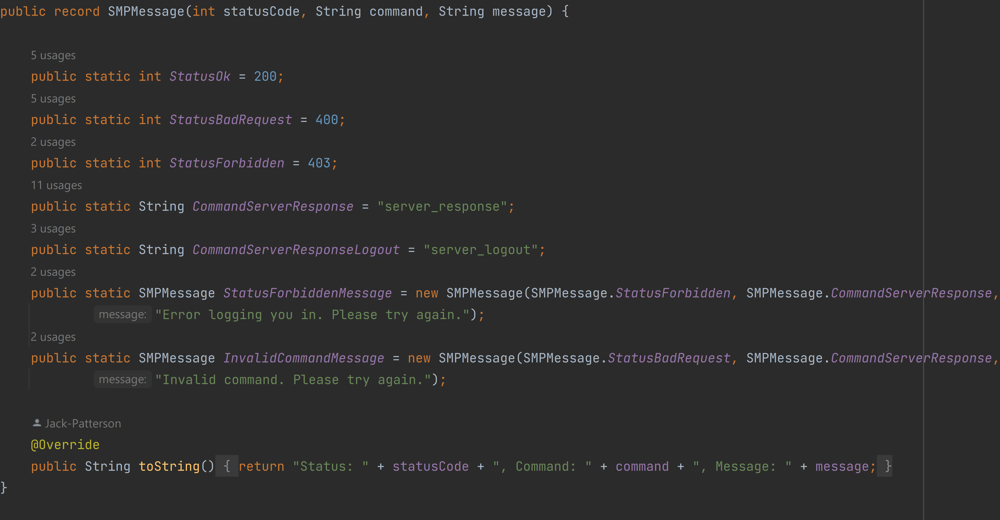 public record SMPMessage(int statusCode, String command, String message) {
5 usages
public static int StatusOk = 200;
5 usages
public static int StatusBadRequest = 400;
2 usages
public static int StatusForbidden = 403;
11 usages
public static String CommandServerResponse = "server_response";
3 usages
public static String CommandServerResponseLogout = "server_logout";
2 usages
public static SMPMessage StatusForbiddenMessage = new SMPMessage(SMPMessage.StatusForbidden, SMPMessage.CommandServerResponse,
message: "Error logging you in. Please try again.");
2 usages
public static SMPMessage InvalidCommandMessage = new SMPMessage(SMPMessage.StatusBadRequest, SMPMessage.CommandServerResponse,
message: "Invalid command. Please try again.");
Jack-Patterson
@Override
public String toString() { return "Status: " + statusCode + ", Command: " + command + ", Message: " + message; }
}